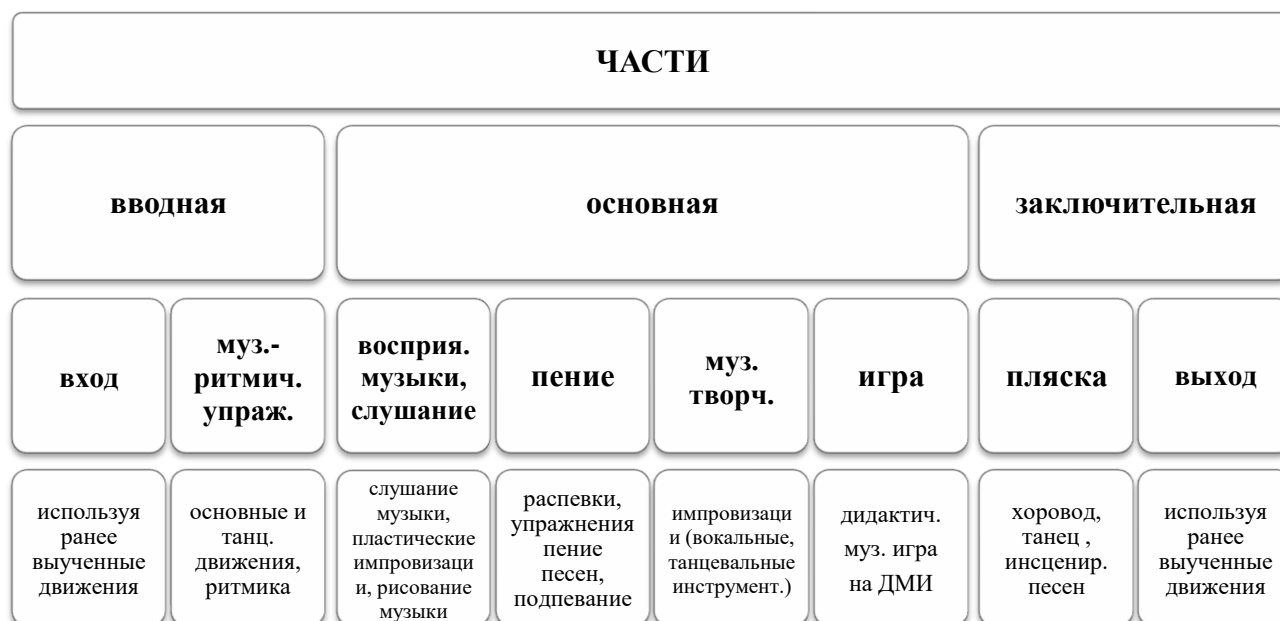 ЧАСТИ
вводная
основная
заключительная
вход
муз.-
ритмич.
упраж.
восприя.
музыки,
слушание
пение
муз.
творч.
игра
пляска
выход
используя
ранее
выученные
движения
основные и
танц.
движения,
ритмика
слушание
музыки,
пластические
импровизаци
и, рисование
музыки
распевки,
упражнения
пение
песен,
подпевание
импровизаци
и (вокальные,
танцевальные
инструмент.)
дидактич.
муз. игра
на ДМИ
хоровод,
танец ,
инсценир.
песен
используя
ранее
выученные
движения